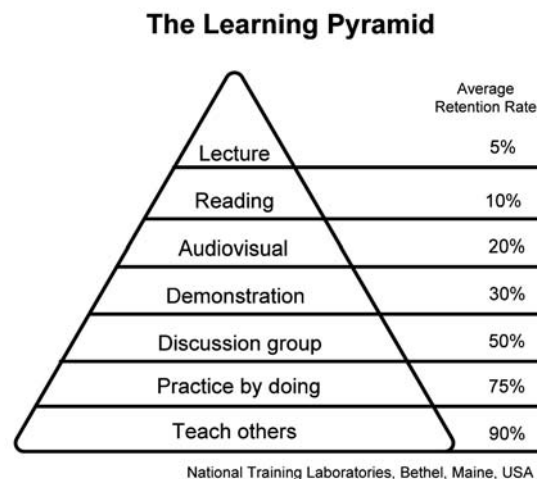 The Learning Pyramid
Average
Retention Rate
Lecture 5%
Reading 10%
Audiovisual 20%
Demonstration 30%
Discussion group 50%
Practice by doing 75%
Teach others 90%
National Training Laboratories, Bethel, Maine, USA